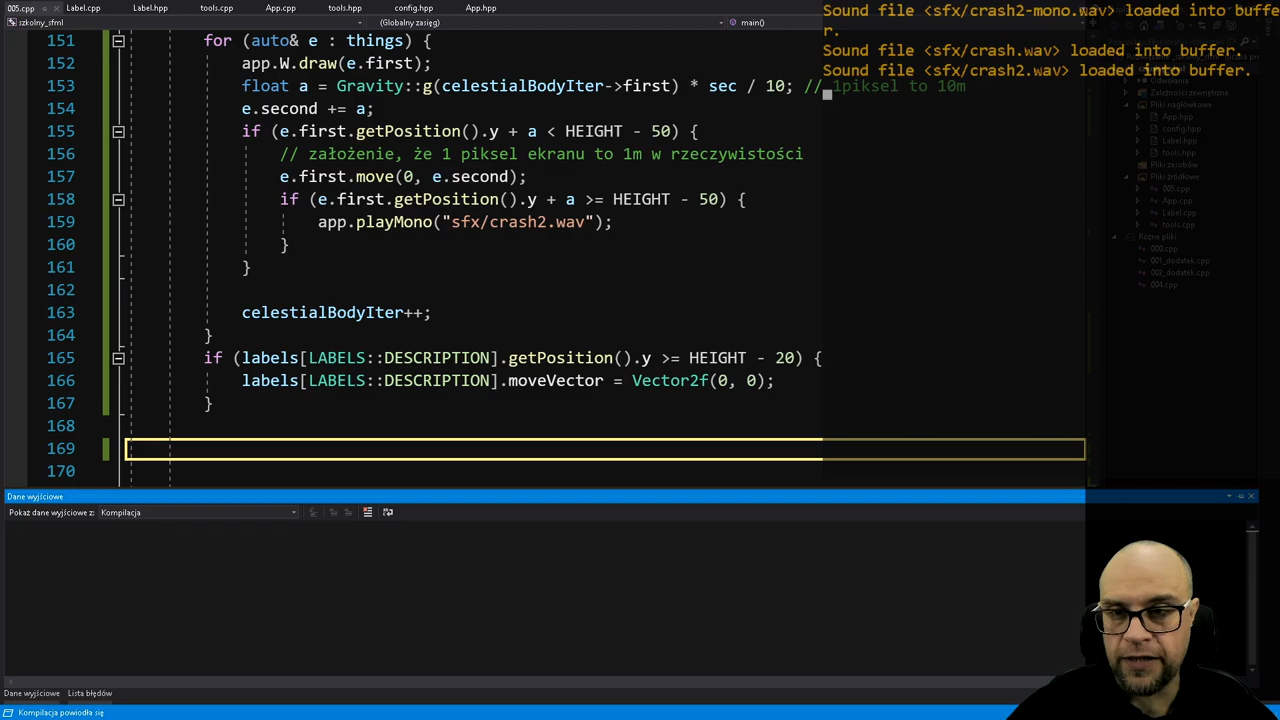 005.cpp Label.cpp tools.cpp App.cpp Label.hpp tools.hpp config.hpp App.hpp
szkolny_sfml (Globalny zasięg) main()
Sound file <sfx/crash2-mono.wav> loaded into buffe
r.
Sound file <sfx/crash.wav> loaded into buffer.
Sound file <sfx/crash2.wav> loaded into buffer.
151 for (auto& e : things) {
152 app.W.draw(e.first);
153 float a = Gravity::g(celestialBodyIter->first) * sec / 10; // 1piksel to 10m
154 e.second += a;
155 if (e.first.getPosition().y + a < HEIGHT - 50) {
156 // założenie, że 1 piksel ekranu to 1m w rzeczywistości
157 e.first.move(0, e.second);
158 if (e.first.getPosition().y + a >= HEIGHT - 50) {
159 app.playMono("sfx/crash2.wav");
160 }
161 }
162
163 celestialBodyIter++;
164 }
165 if (labels[LABELS::DESCRIPTION].getPosition().y >= HEIGHT - 20) {
166 labels[LABELS::DESCRIPTION].moveVector = Vector2f(0, 0);
167 }
168
169
170
Zależności zewnętrzne
Pliki nagłówkowe
App.hpp
config.hpp
Label.hpp
tools.hpp
Pliki zasobów
Pliki źródłowe
005.cpp
App.cpp
Label.cpp
tools.cpp
Różne pliki
000.cpp
001_dodatek.cpp
002_dodatek.cpp
004.cpp
Dane wyjściowe
Pokaż dane wyjściowe z: Kompilacja
Dane wyjściowe Lista błędów
Kompilacja powiodła się